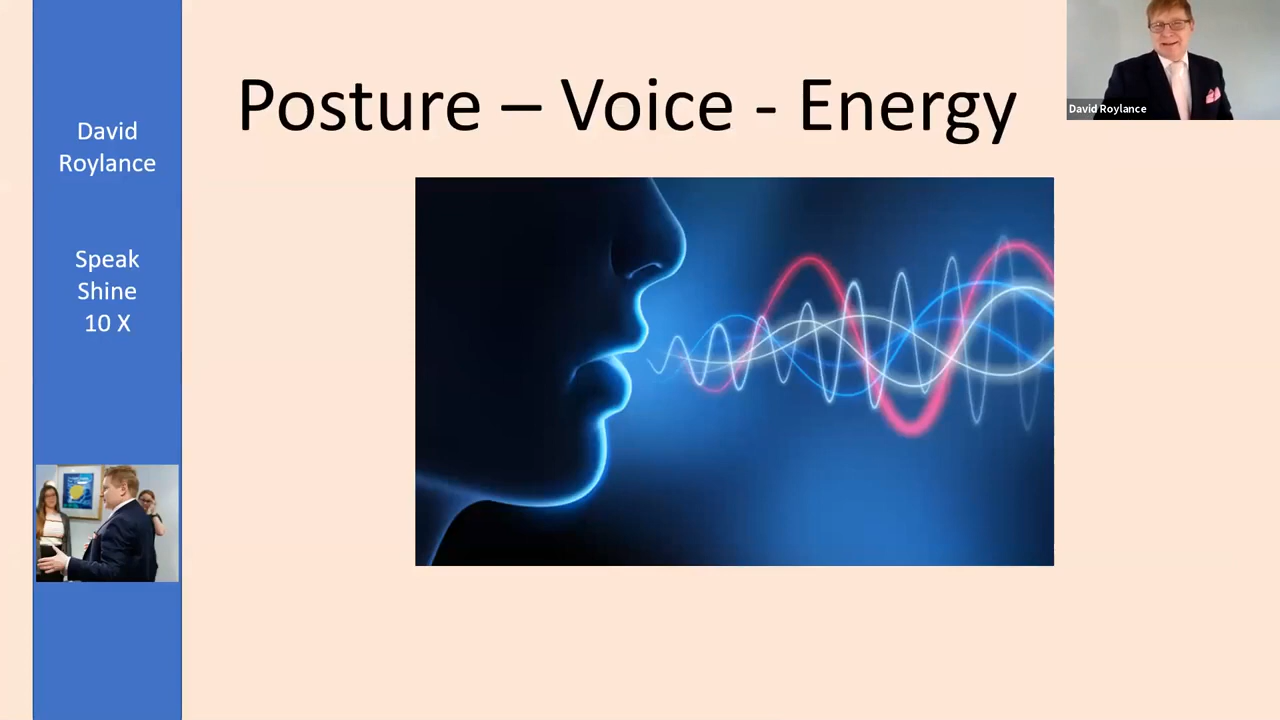 David
Roylance
Speak
Shine
10 X
Posture – Voice - Energy
David Roylance